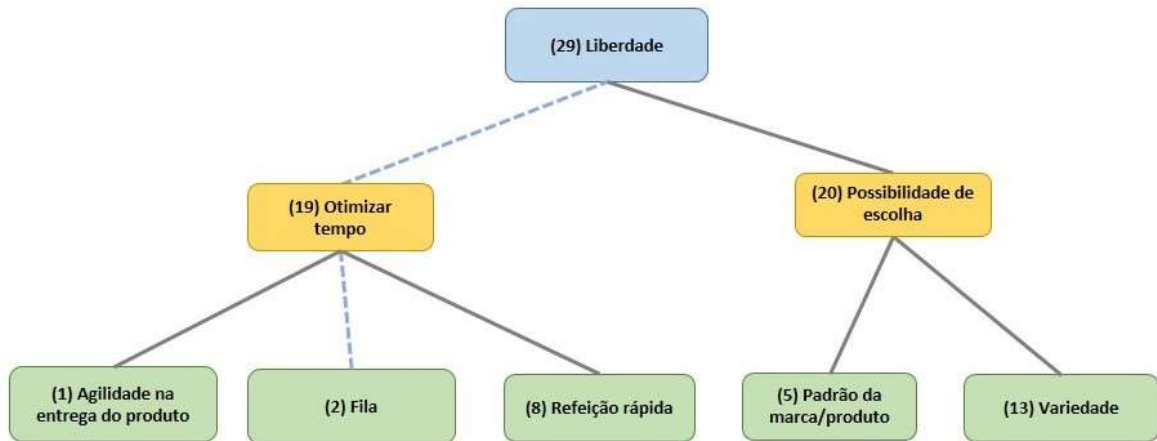 (29) Liberdade
(19) Otimizar
tempo
(20) Possibilidade de
escolha
(1) Agilidade na
entrega do produto
(2) Fila
(8) Refeição rápida
(5) Padrão da
marca/produto
(13) Variedade